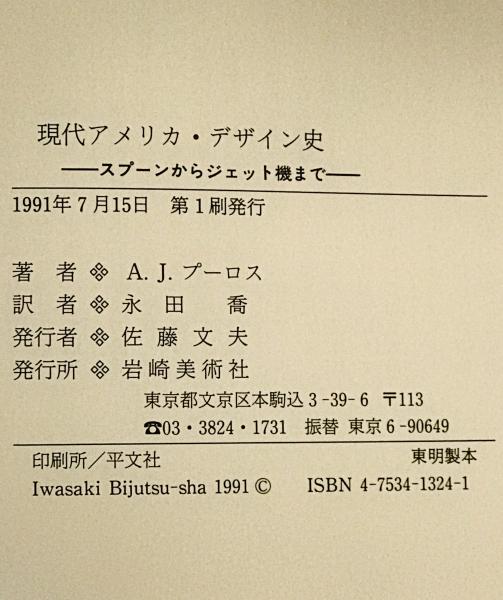 現代アメリカ・デザイン史
――スプーンからジェット機まで――
1991年7月15日　第1刷発行
著　者 ❖ A. J. プーロス
訳　者 ❖ 永　田　　喬
発行者 ❖ 佐　藤　文　夫
発行所 ❖ 岩崎美術社
東京都文京区本駒込3-39-6　〒113
☎03・3824・1731　振替 東京6-90649
印刷所／平文社　　東明製本
Iwasaki Bijutsu-sha 1991 ©　　ISBN 4-7534-1324-1